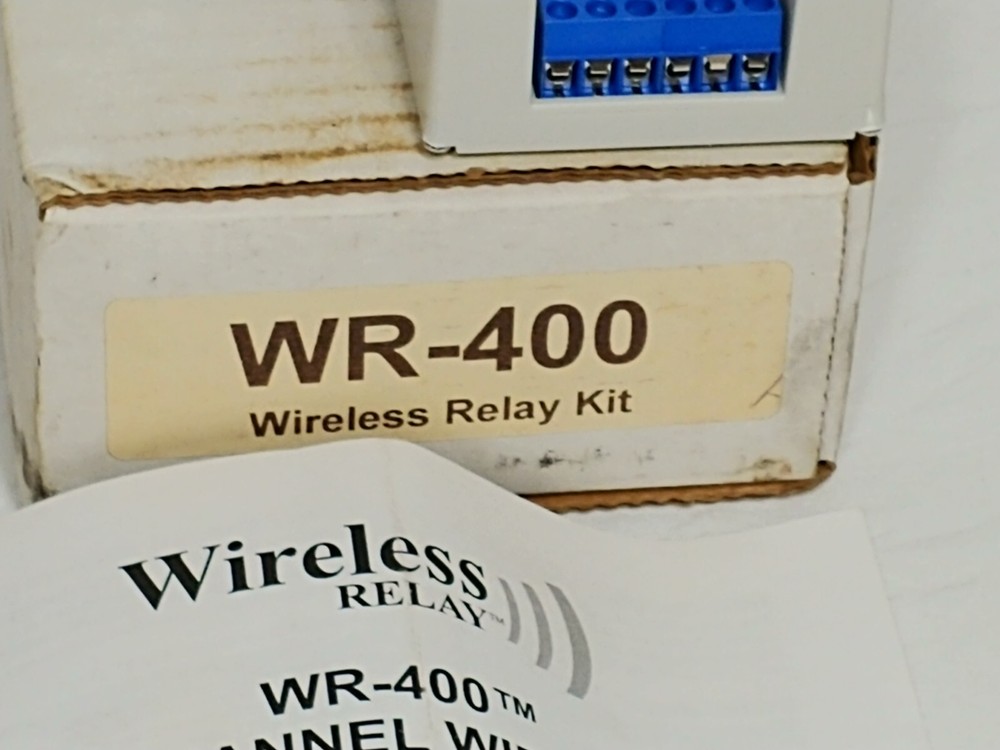 WR-400
Wireless Relay Kit
Wireless
RELAY™
WR-400™